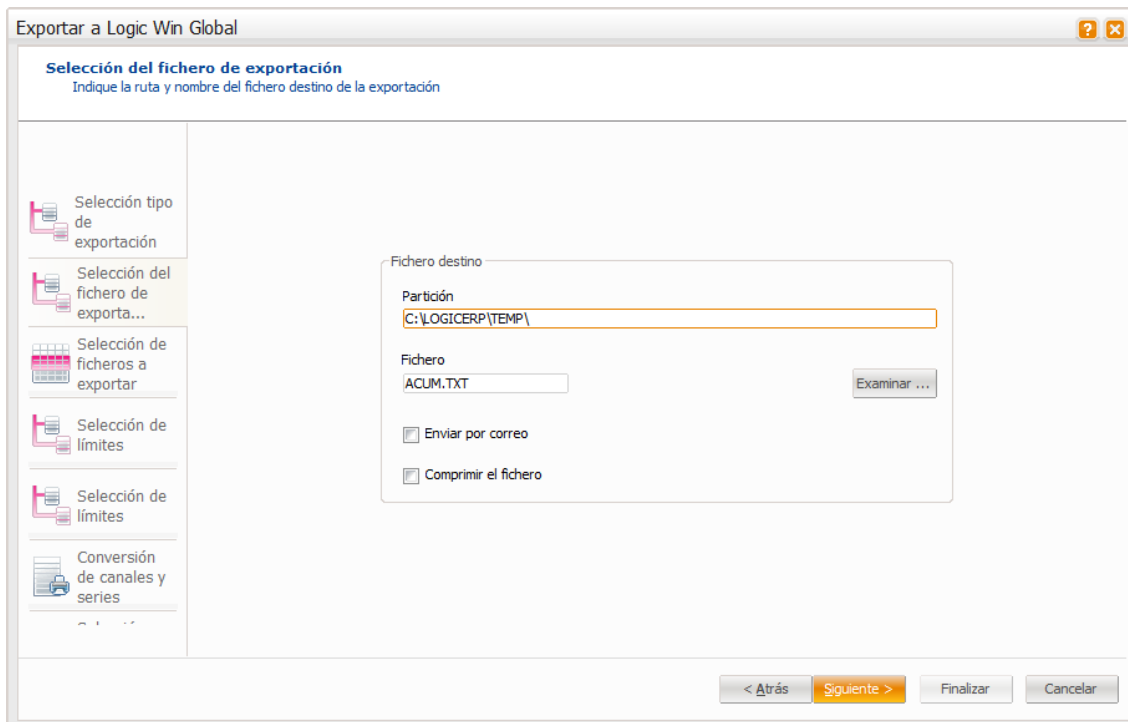 Exportar a Logic Win Global
Selección del fichero de exportación
Indique la ruta y nombre del fichero destino de la exportación
Selección tipo
de
exportación
Selección del
fichero de
exporta...
Selección de
ficheros a
exportar
Selección de
límites
Selección de
límites
Conversión
de canales y
series
Fichero destino
Partición
C:\LOGICERP\TEMP\
Fichero
ACUM.TXT
Examinar ...
Enviar por correo
Comprimir el fichero
< Atrás
Siguiente >
Finalizar
Cancelar